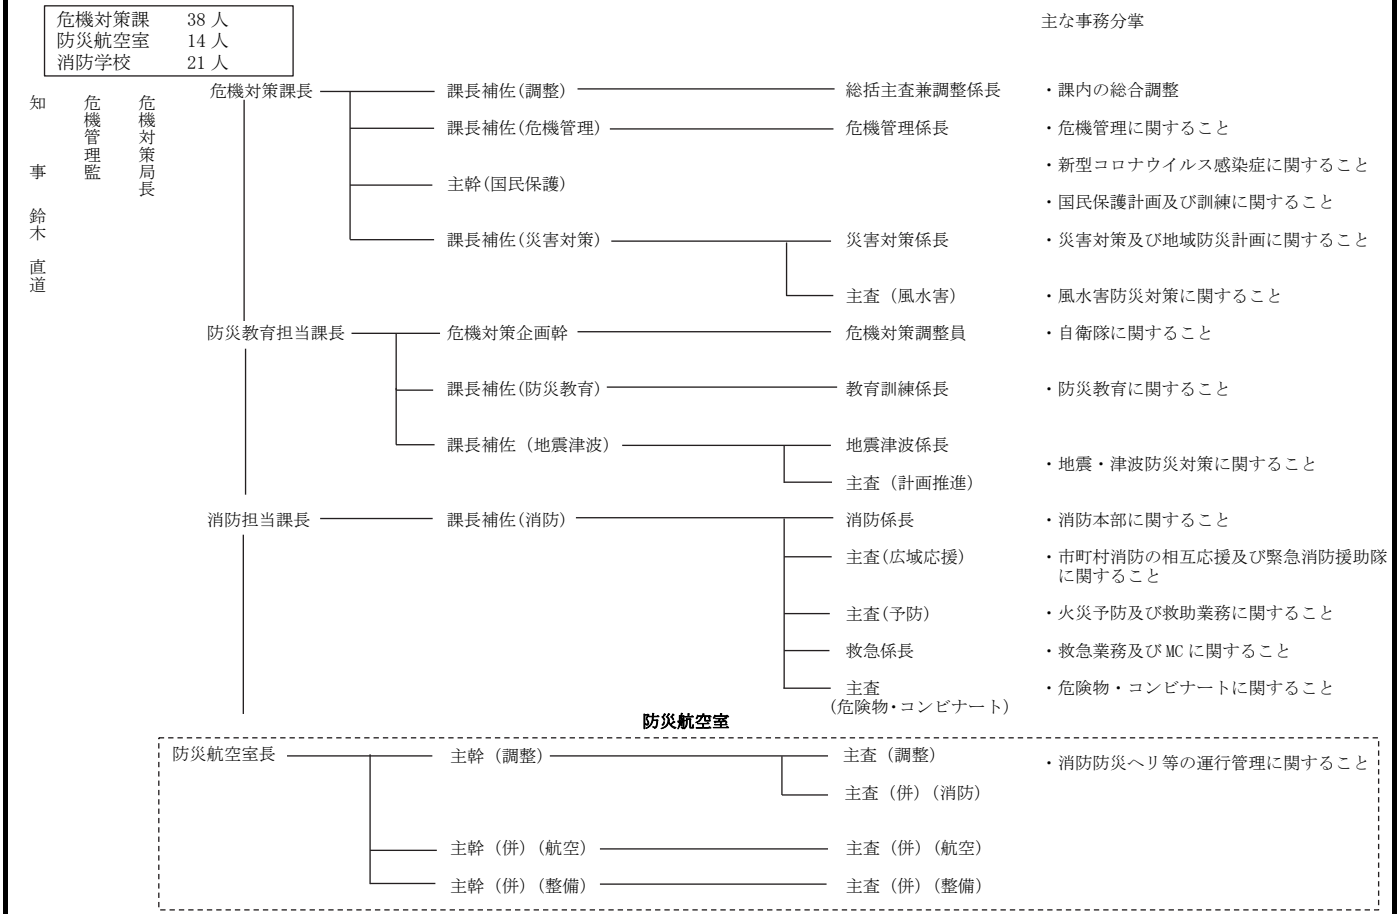 危機対策課 38 人
防災航空室 14 人
消防学校 21 人
主な事務分掌
知事 鈴木 直道
危機管理監
危機対策局長
危機対策課長 課長補佐(調整) 総括主査兼調整係長 ・課内の総合調整
課長補佐(危機管理) 危機管理係長 ・危機管理に関すること
・新型コロナウイルス感染症に関すること
主幹(国民保護)
・国民保護計画及び訓練に関すること
課長補佐(災害対策) 災害対策係長 ・災害対策及び地域防災計画に関すること
主査（風水害） ・風水害防災対策に関すること
防災教育担当課長 危機対策企画幹 危機対策調整員 ・自衛隊に関すること
課長補佐(防災教育) 教育訓練係長 ・防災教育に関すること
課長補佐（地震津波） 地震津波係長
・地震・津波防災対策に関すること
主査（計画推進）
消防担当課長 課長補佐(消防) 消防係長 ・消防本部に関すること
主査(広域応援) ・市町村消防の相互応援及び緊急消防援助隊
に関すること
主査(予防) ・火災予防及び救助業務に関すること
救急係長 ・救急業務及び MC に関すること
主査 ・危険物・コンビナートに関すること
(危険物・コンビナート)
防災航空室
防災航空室長 主幹（調整） 主査（調整）
・消防防災ヘリ等の運行管理に関すること
主査（併）（消防）
主幹（併）（航空） 主査（併）（航空）
主幹（併）（整備） 主査（併）（整備）